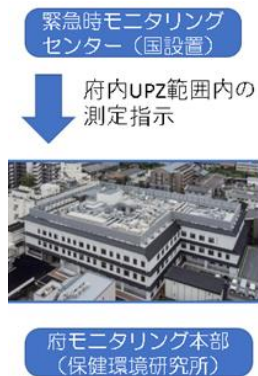 緊急時モニタリング
センター（国設置）
府内UPZ範囲内の
測定指示
府モニタリング本部
（保健環境研究所）